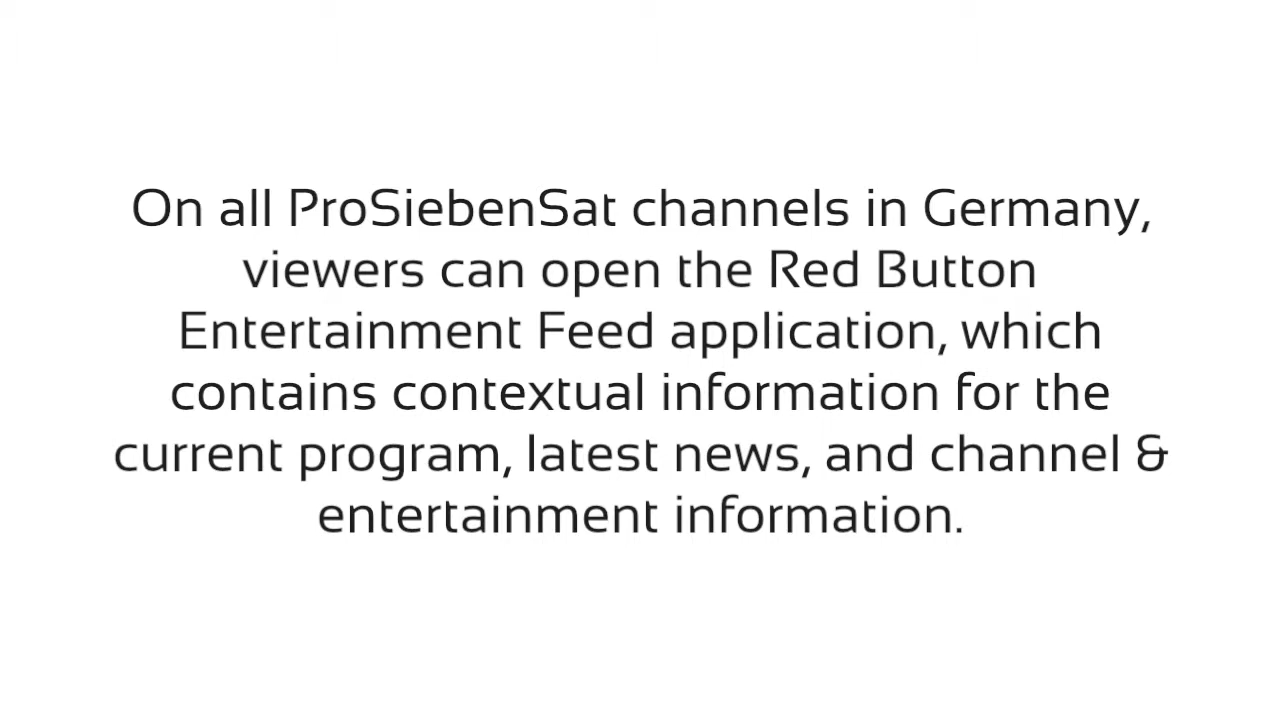 On all ProSiebenSat channels in Germany,
viewers can open the Red Button
Entertainment Feed application, which
contains contextual information for the
current program, latest news, and channel &
entertainment information.